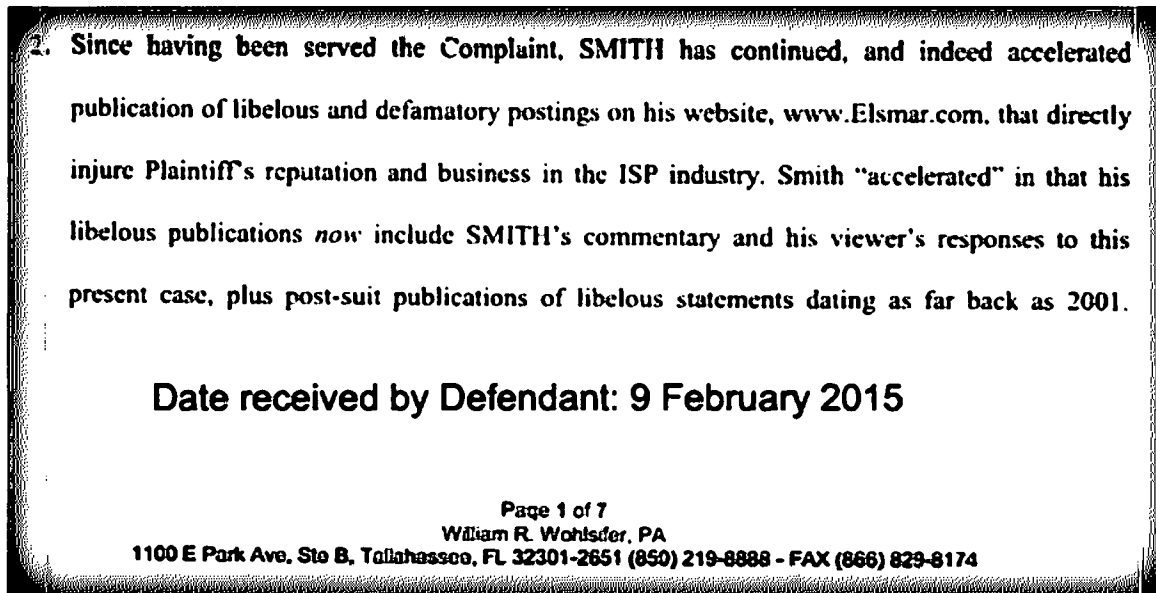 2. Since having been served the Complaint, SMITH has continued, and indeed accelerated
publication of libelous and defamatory postings on his website, www.Elsmar.com, that directly
injure Plaintiff's reputation and business in the ISP industry. Smith "accelerated" in that his
libelous publications now include SMITH's commentary and his viewer's responses to this
present case, plus post-suit publications of libelous statements dating as far back as 2001.
Date received by Defendant: 9 February 2015
Page 1 of 7
William R. Wohlsifer, PA
1100 E Park Ave, Ste B, Tallahassee, FL 32301-2651 (850) 219-8888 - FAX (866) 829-8174